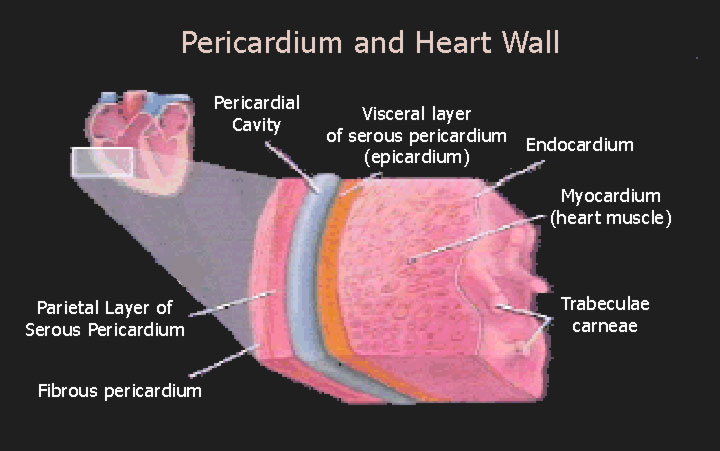 Pericardium and Heart Wall
Pericardial
Cavity
Visceral layer
of serous pericardium
(epicardium)
Endocardium
Myocardium
(heart muscle)
Trabeculae
carneae
Parietal Layer of
Serous Pericardium
Fibrous pericardium